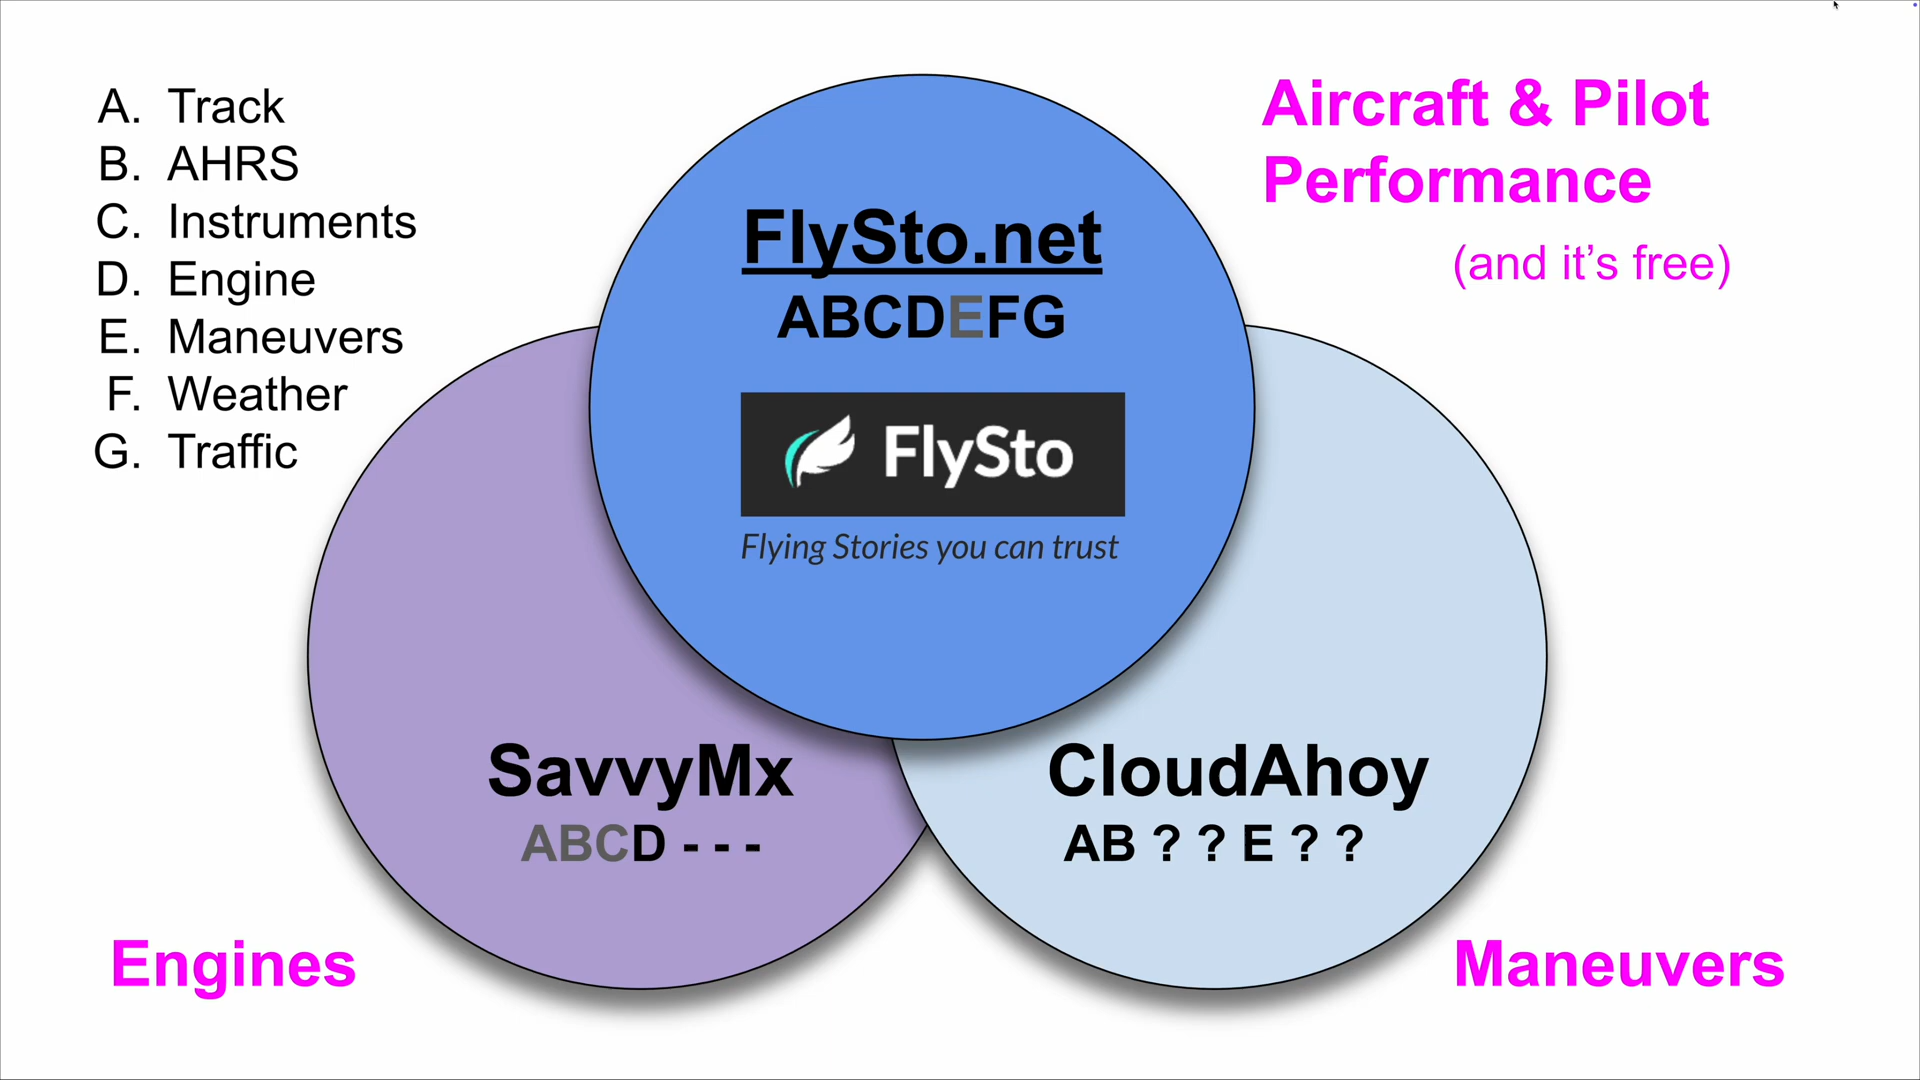 A. Track
B. AHRS
C. Instruments
D. Engine
E. Maneuvers
F. Weather
G. Traffic
Aircraft & Pilot
Performance
(and it’s free)
FlySto.net
ABCDEFG
FlySto
Flying Stories you can trust
SavvyMx
ABCD - - -
CloudAhoy
AB ? ? E ? ?
Engines
Maneuvers